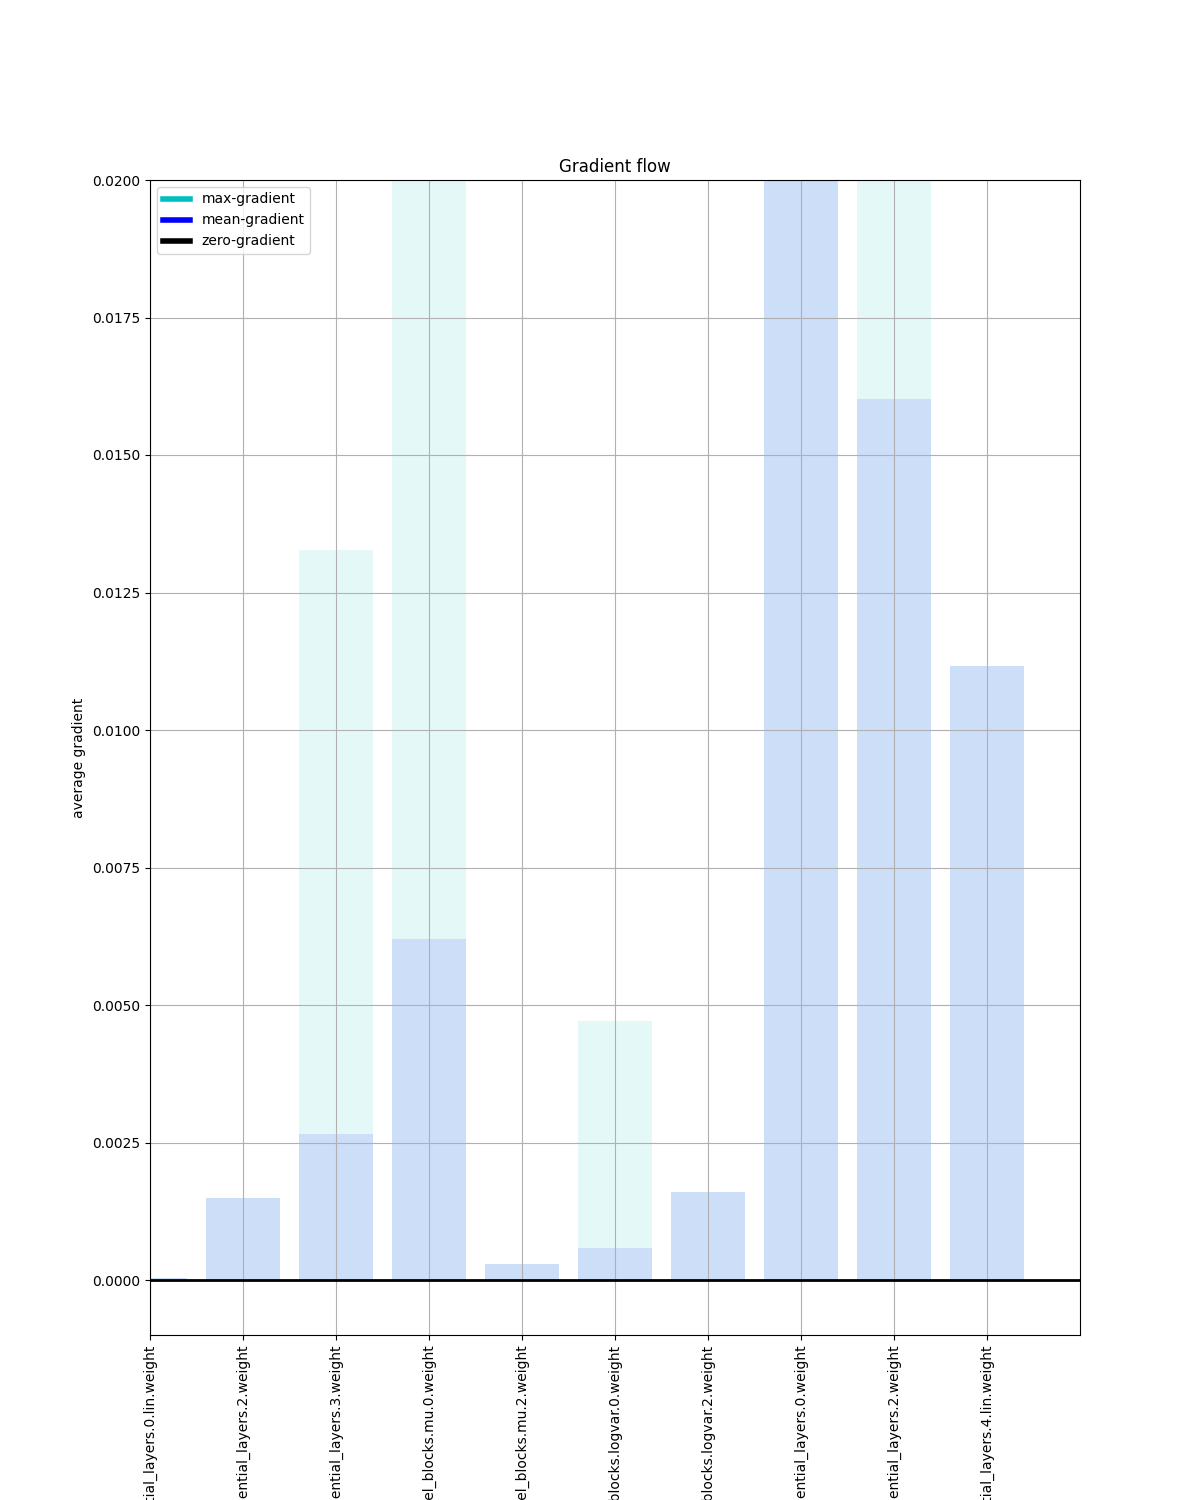 Gradient flow
max-gradient
mean-gradient
zero-gradient
0.0200
0.0175
0.0150
0.0125
0.0100
0.0075
0.0050
0.0025
0.0000
average gradient
tial_layers.0.lin.weight
ential_layers.2.weight
ential_layers.3.weight
el_blocks.mu.0.weight
el_blocks.mu.2.weight
blocks.logvar.0.weight
blocks.logvar.2.weight
ential_layers.0.weight
ential_layers.2.weight
tial_layers.4.lin.weight